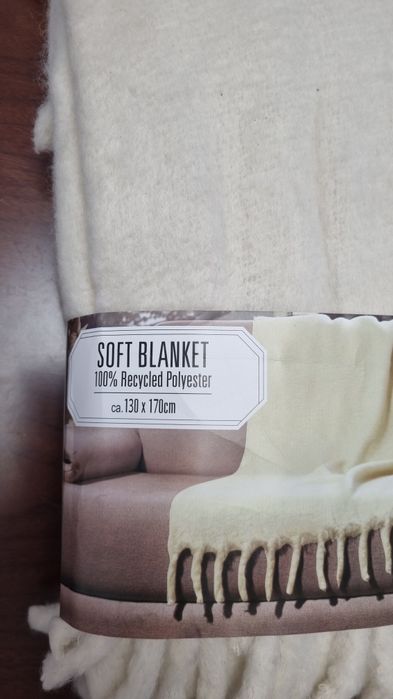 SOFT BLANKET
100% Recycled Polyester
ca. 130 x 170cm